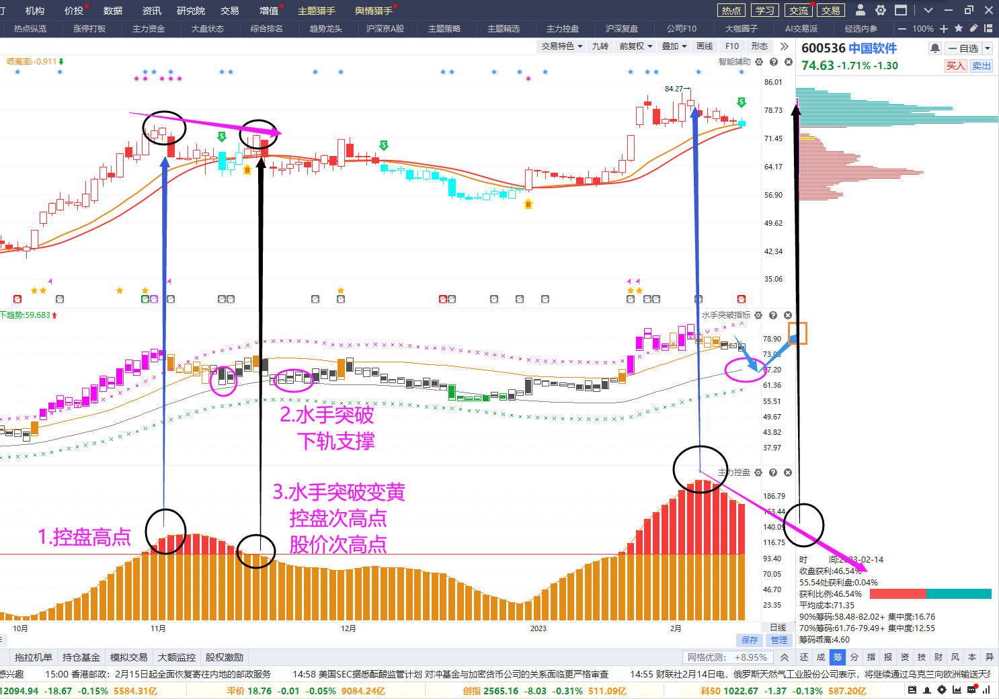 机构 价投 数据 资讯 研究院 交易 增值 主题猎手 舆情猎手 热点 学习 交流 交易
热点纵览 涨停打板 主力资金 大盘状态 综合排名 趋势龙头 沪深京A股 主题策略 主题精选 主力控盘 沪深复盘 公司F10 大咖圈子 AI交易派 经选内参 100%
交易特色 九转 前复权 叠加 画线 F10 形态
600536 中国软件 自选
74.63 -1.71% -1.30 买入 卖出
乖离率:-0.911 智能辅助
86.01
84.27
78.73
71.45
64.17
56.90
49.62
42.34
35.06
S
S
S
B
B
下趋势:59.683 水手突破指标
78.90
67.20
61.36
55.51
49.67
43.82
37.97
2.水手突破
下轨支撑
主力控盘
3.水手突破变黄
控盘次高点
股价次高点
1.控盘高点
186.79
163.44
140.09
116.75
93.40
70.05
46.70
23.35
时 间:2023-02-14
收盘获利:46.54%
55.54处获利盘:0.04%
获利比例:46.54%
平均成本:71.35
90%筹码:58.48-82.02+ 集中度:16.76
70%筹码:61.76-79.49+ 集中度:12.55
筹码乖离:4.60
10月 11月 12月 2023 2月 日线
保存 管理
拖拉机单 持仓基金 模拟交易 大额监控 股权激励 网格优测: +8.95% 还 成 筹 分 指 报 资 技 财 风 本 异
感兴趣 15:00 香港邮政：2月15日起全面恢复寄往内地的邮政服务 14:58 美国SEC据悉酝酿监管计划 对冲基金与加密货币公司的关系面临更严格审查 14:55 财联社2月14日电，俄罗斯天然气工业股份公司表示，将继续通过乌克兰向欧洲输送天然
12094.94 -18.67 -0.15% 5584.31亿 平价 18.76 -0.01 -0.05% 9084.24亿 创指 2565.16 -8.03 -0.31% 511.09亿 科50 1022.67 -1.37 -0.13% 587.20亿